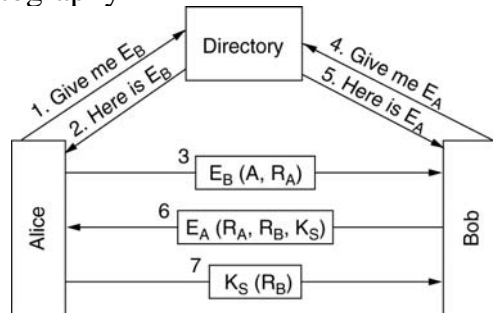 Directory
1. Give me E_B
2. Here is E_B
4. Give me E_A
5. Here is E_A
Alice
Bob
3
E_B (A, R_A)
6
E_A (R_A, R_B, K_S)
7
K_S (R_B)